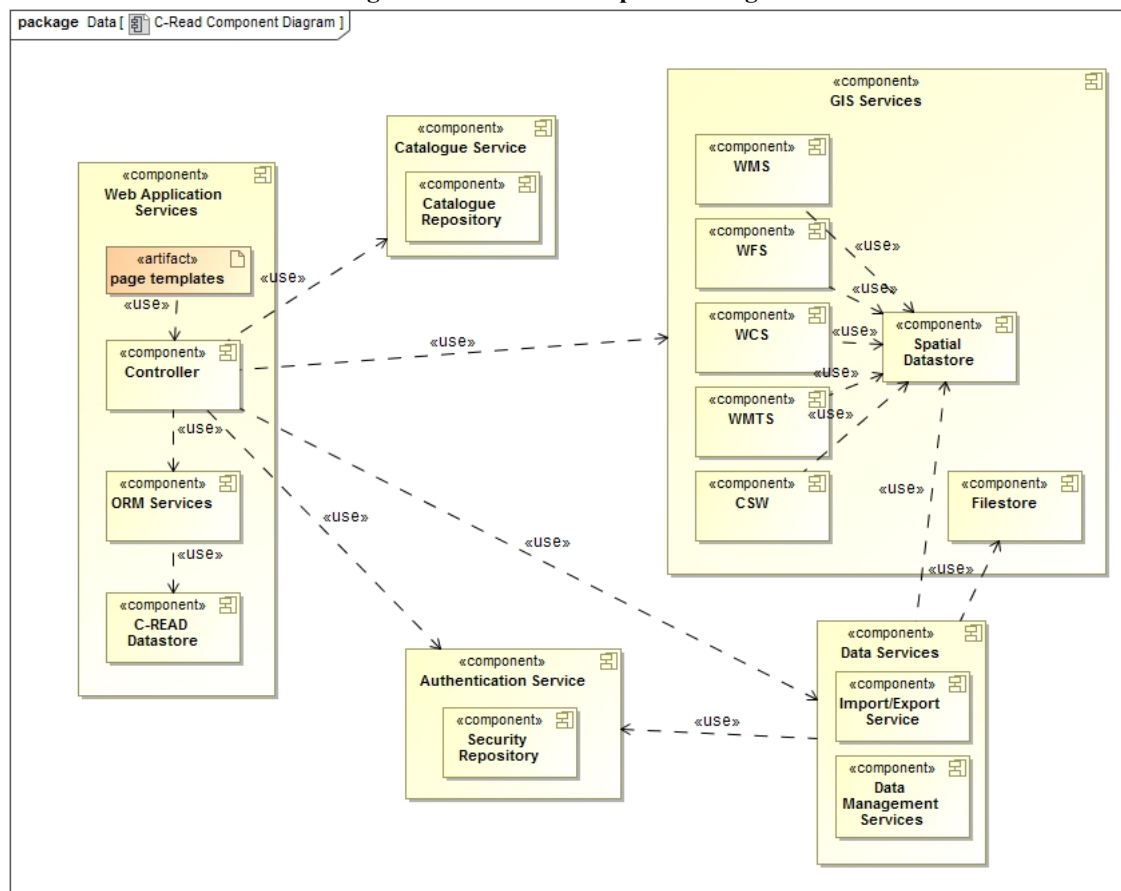 package Data [ C-Read Component Diagram ]
«component»
GIS Services
«component»
Catalogue Service
«component»
Catalogue
Repository
«component»
WMS
«component»
Web Application
Services
«artifact»
page templates
«use»
«use»
«component»
WFS
«use»
«use»
«component»
WCS
«use»
«component»
Spatial
Datastore
«component»
Controller
«use»
«use»
«component»
WMTS
«use»
«use»
«component»
ORM Services
«component»
CSW
«use»
«component»
Filestore
«use»
«use»
«use»
«use»
«component»
C-READ
Datastore
«component»
Authentication Service
«component»
Security
Repository
«use»
«component»
Data Services
«component»
Import/Export
Service
«component»
Data
Management
Services